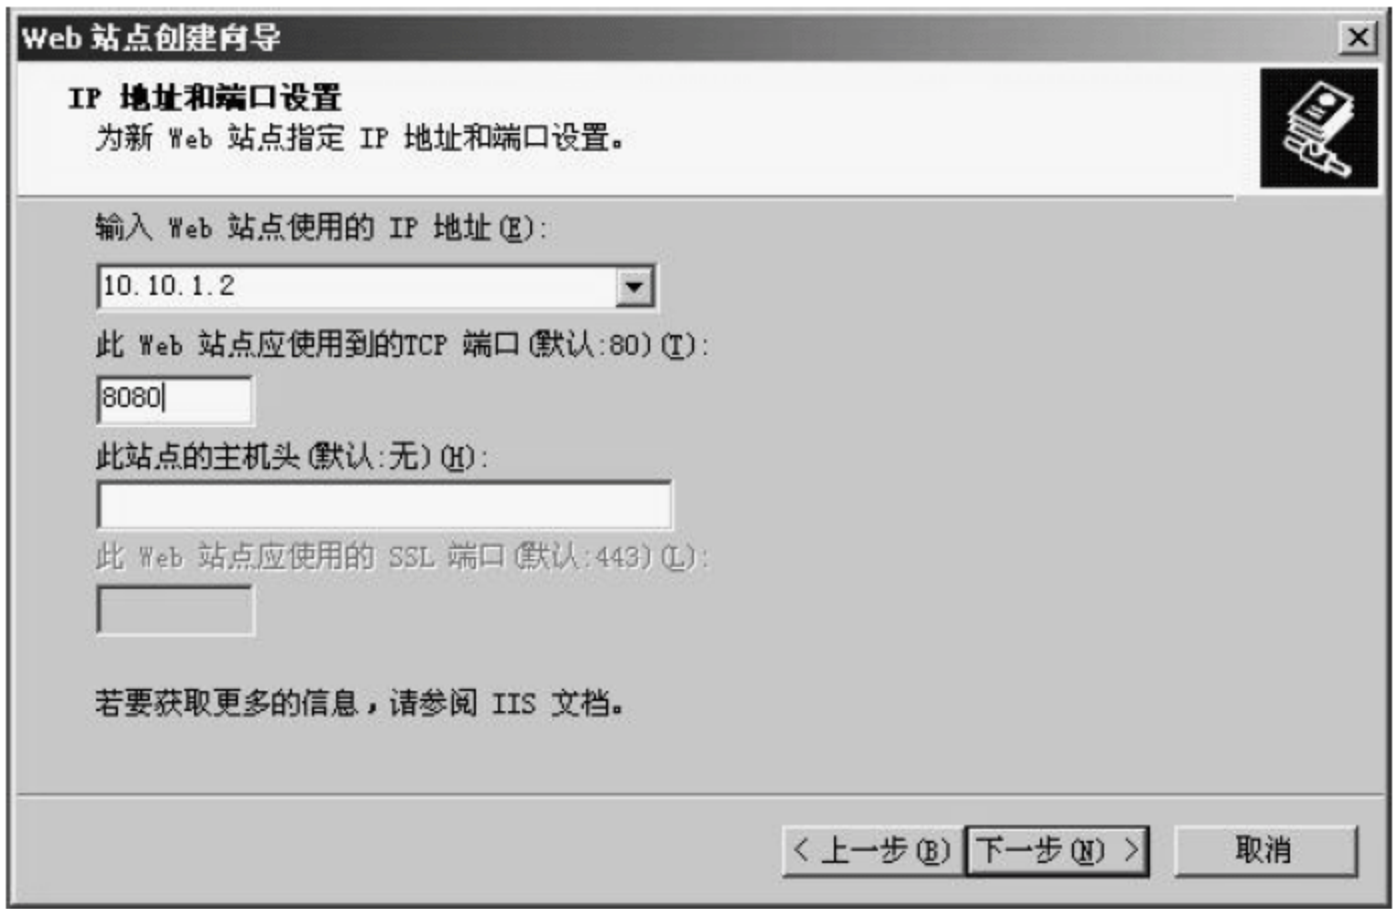 Web 站点创建向导
IP 地址和端口设置
为新 Web 站点指定 IP 地址和端口设置。
输入 Web 站点使用的 IP 地址(E):
10.10.1.2
此 Web 站点应使用到的TCP 端口(默认:80)(T):
8080
此站点的主机头(默认:无)(H):
此 Web 站点应使用的 SSL 端口(默认:443)(L):
若要获取更多的信息，请参阅 IIS 文档。
< 上一步(B) 下一步(N) > 取消